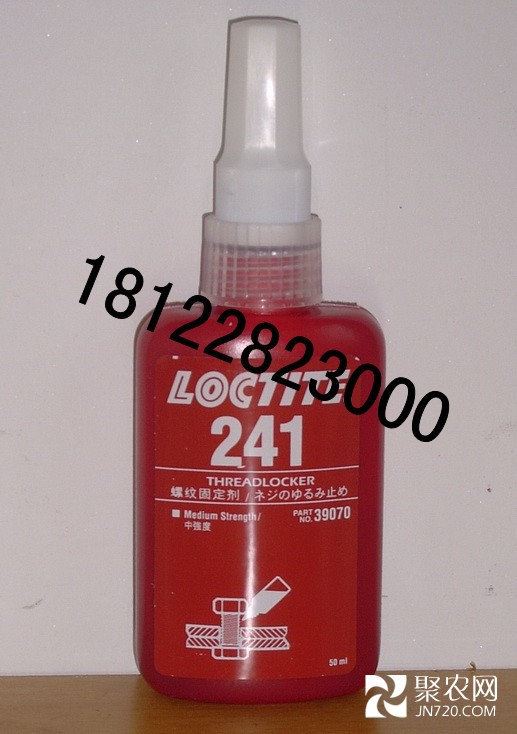 18122823000
LOCTITE
241
THREADLOCKER
螺纹固定剂 / ネジのゆるみ止め
■ Medium Strength/
中強度
PART NO. 39070
50 ml
聚农网
JN720.COM